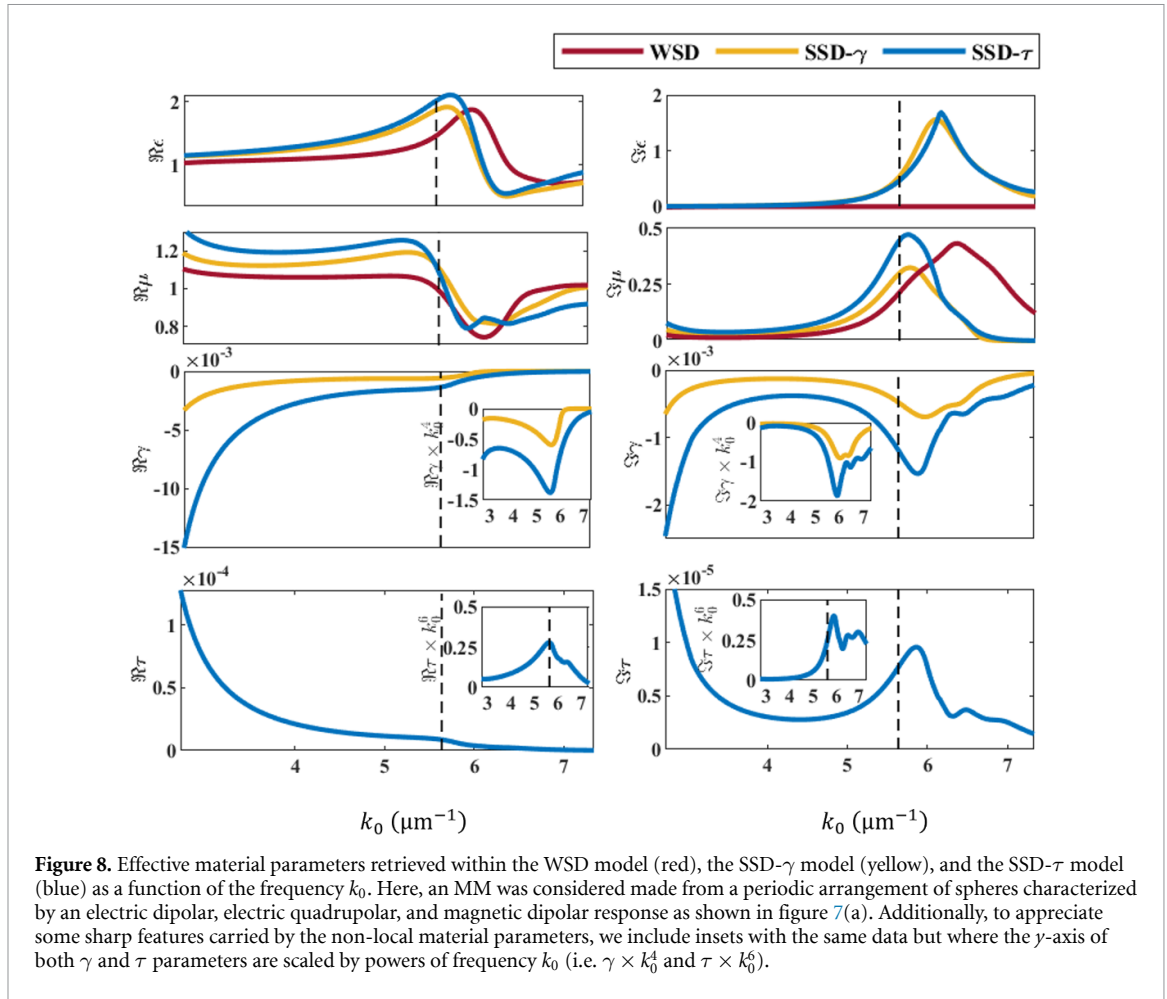 WSD SSD-γ SSD-τ
2
1
ℜϵ
2
1
0
ℑϵ
1.2
1
0.8
ℜμ
0.5
0.25
0
ℑμ
×10⁻³
0
-5
-10
-15
ℜγ
0
-0.5
-1
-1.5
ℜγ × k₀⁴
3 4 5 6 7
×10⁻³
0
-1
-2
ℑγ
0
-1
-2
ℑγ × k₀⁴
3 4 5 6 7
×10⁻⁴
1
0.5
0
ℜτ
0.5
0.25
0
ℜτ × k₀⁶
3 4 5 6 7
4 5 6 7
k₀ (μm⁻¹)
×10⁻⁵
1.5
1
0.5
0
ℑτ
0.5
0.25
0
ℑτ × k₀⁶
3 4 5 6 7
4 5 6 7
k₀ (μm⁻¹)
Figure 8. Effective material parameters retrieved within the WSD model (red), the SSD-γ model (yellow), and the SSD-τ model
(blue) as a function of the frequency k₀. Here, an MM was considered made from a periodic arrangement of spheres characterized
by an electric dipolar, electric quadrupolar, and magnetic dipolar response as shown in figure 7(a). Additionally, to appreciate
some sharp features carried by the non-local material parameters, we include insets with the same data but where the y-axis of
both γ and τ parameters are scaled by powers of frequency k₀ (i.e. γ × k₀⁴ and τ × k₀⁶).